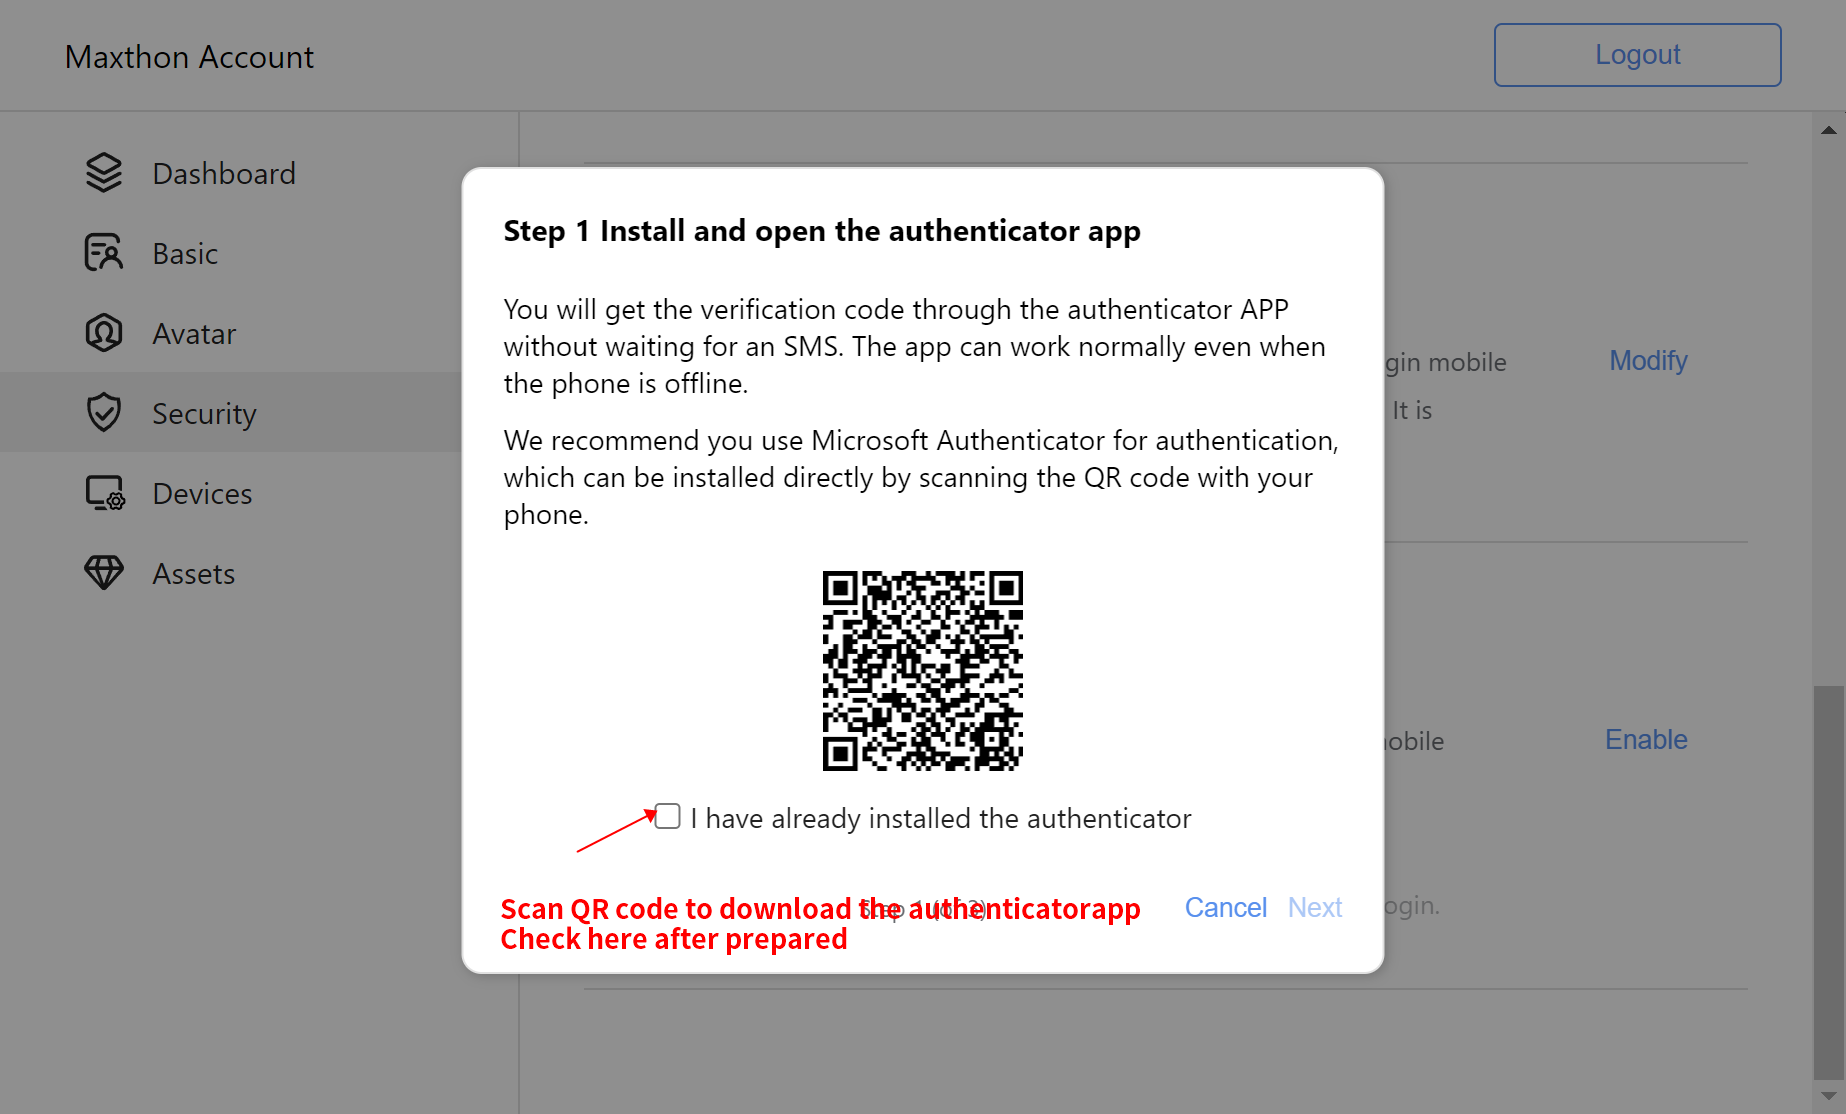 Maxthon Account
Logout
Dashboard
Basic
Avatar
Security
Devices
Assets
Step 1 Install and open the authenticator app
You will get the verification code through the authenticator APP
without waiting for an SMS. The app can work normally even when
the phone is offline.
We recommend you use Microsoft Authenticator for authentication,
which can be installed directly by scanning the QR code with your
phone.
I have already installed the authenticator
Scan QR code to download the authenticatorapp
Check here after prepared
Step 1 (of 3)
Cancel
Next
gin mobile
Modify
It is
obile
Enable
ogin.